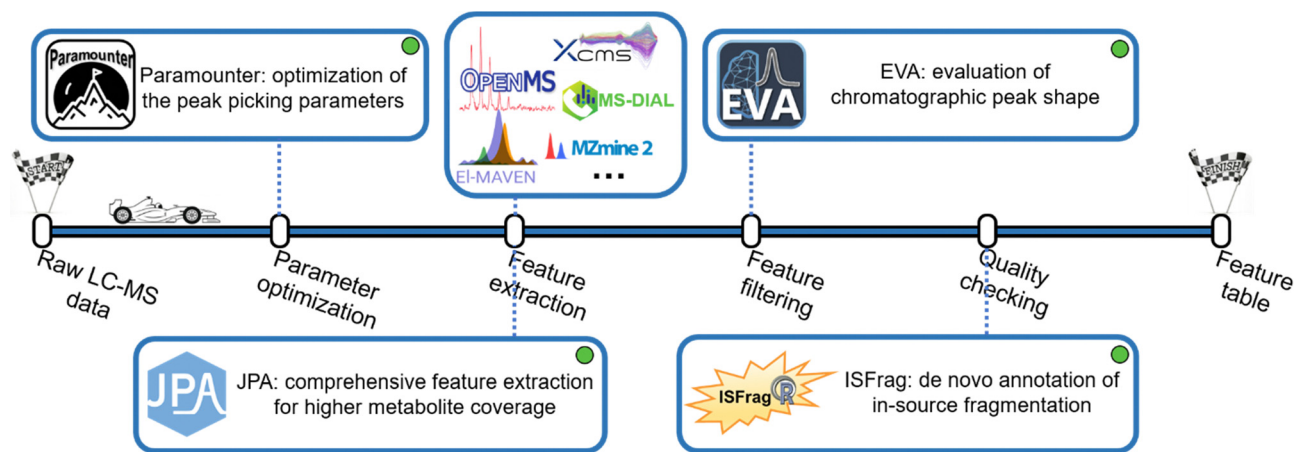 Paramounter
Paramounter: optimization of
the peak picking parameters
Xcms
OPENMS
MS-DIAL
MZmine 2
El-MAVEN
...
EVA
EVA: evaluation of
chromatographic peak shape
START
FINISH
Raw LC-MS
data
Parameter
optimization
Feature
extraction
Feature
filtering
Quality
checking
Feature
table
JPA
JPA: comprehensive feature extraction
for higher metabolite coverage
ISFrag R
ISFrag: de novo annotation of
in-source fragmentation